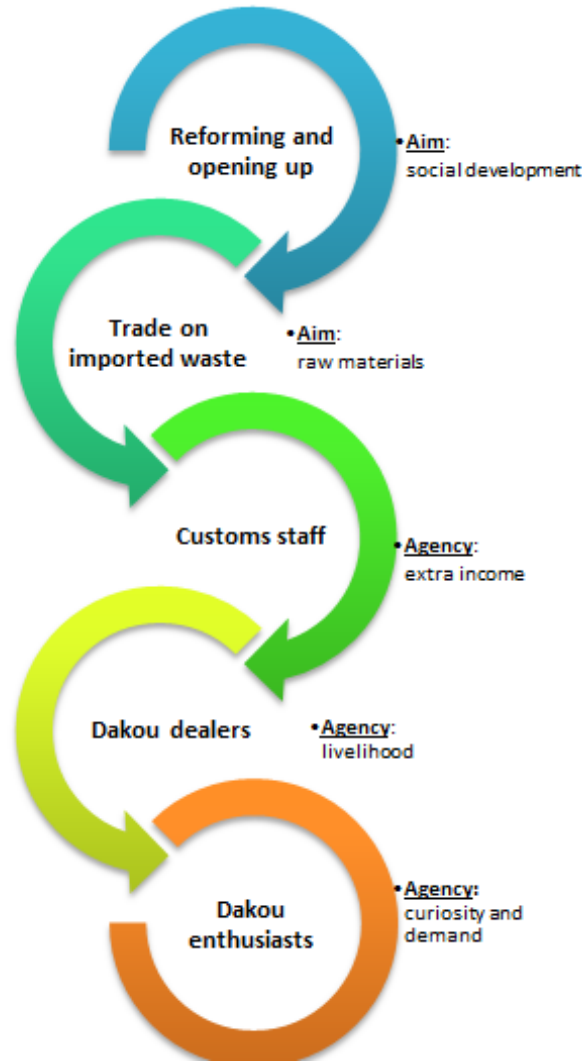 Reforming and
opening up
•Aim:
social development
Trade on
imported waste
•Aim:
raw materials
Customs staff
•Agency:
extra income
Dakou dealers
•Agency:
livelihood
Dakou
enthusiasts
•Agency:
curiosity and
demand